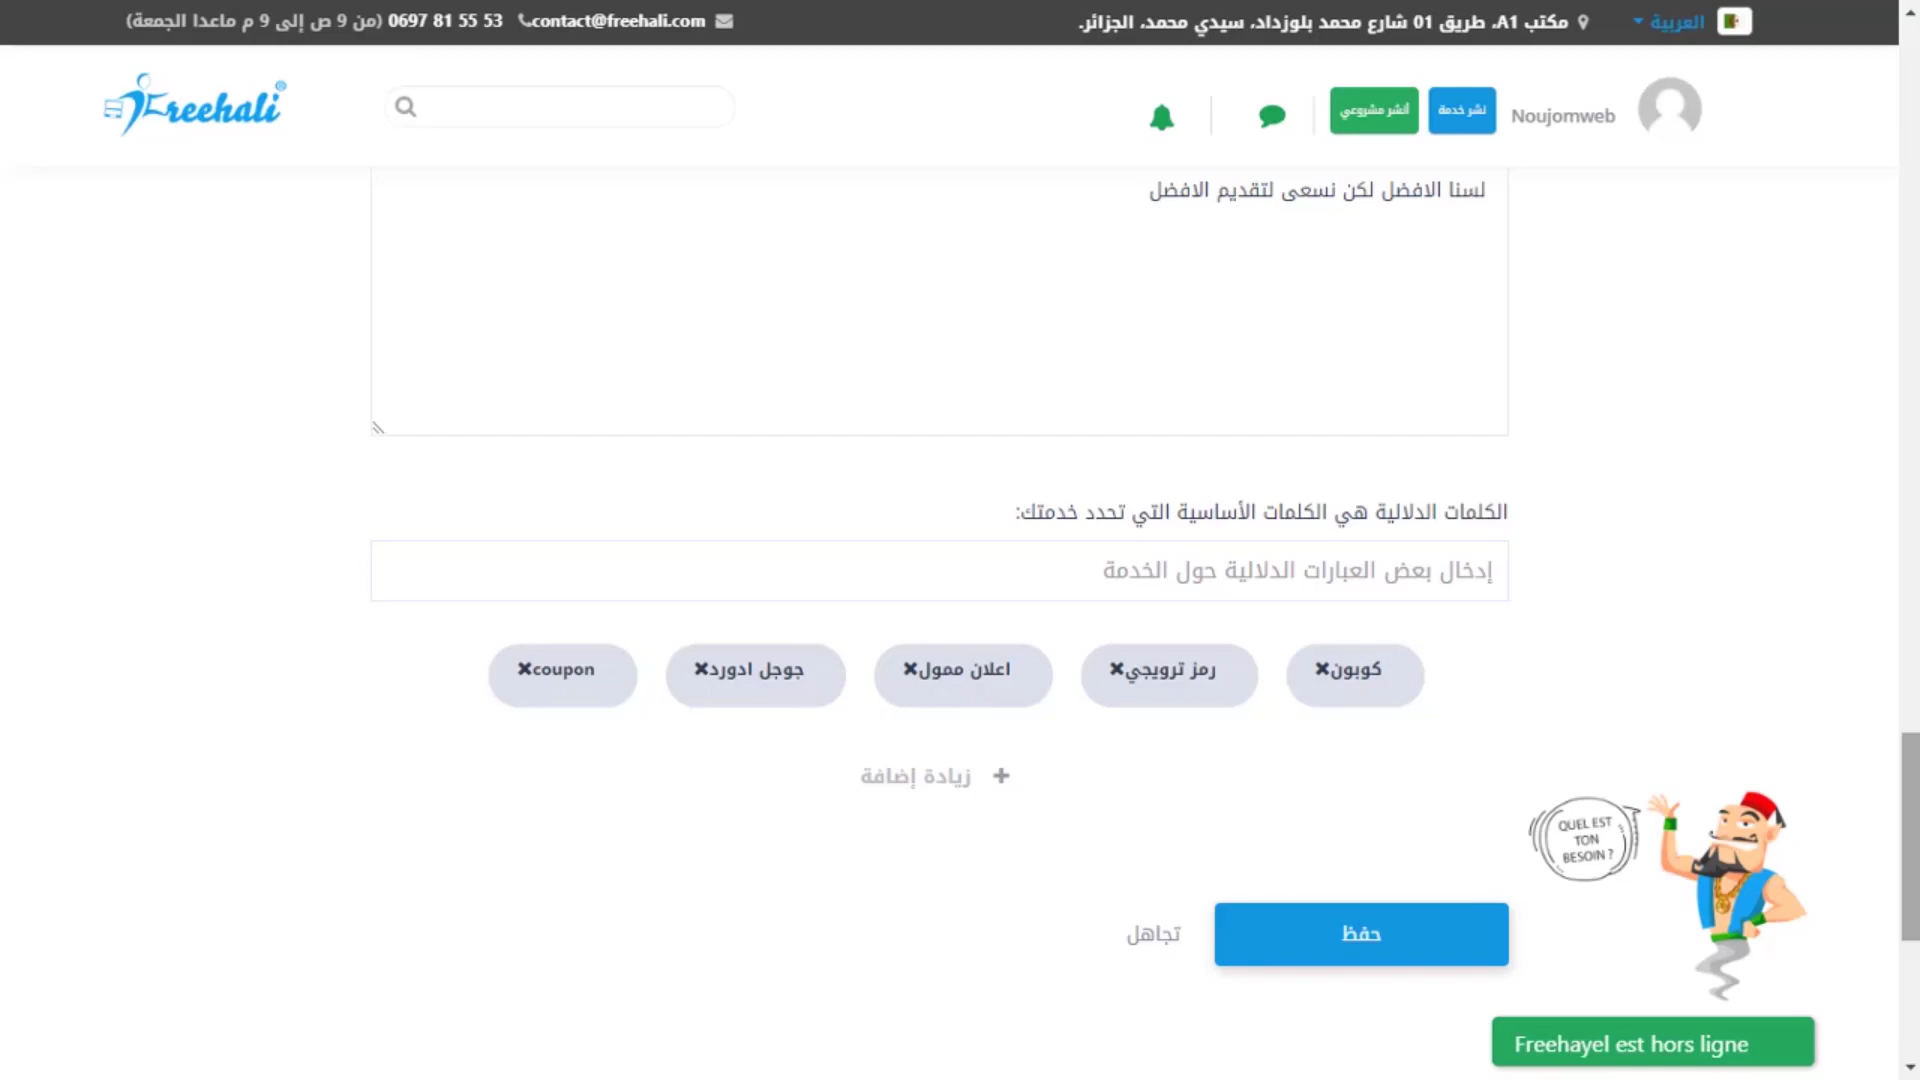 العربية
مكتب A1، طريق 01 شارع محمد بلوزداد، سيدي محمد، الجزائر.
contact@freehali.com
0697 81 55 53 (من 9 ص إلى 9 م ماعدا الجمعة)
Freehali®
Noujomweb
نشر خدمة
أنشر مشروعي
لسنا الافضل لكن نسعى لتقديم الافضل
الكلمات الدلالية هي الكلمات الأساسية التي تحدد خدمتك:
إدخال بعض العبارات الدلالية حول الخدمة
كوبون
رمز ترويجي
اعلان ممول
جوجل ادورد
coupon
+ زيادة إضافة
QUEL EST
TON
BESOIN ?
حفظ
تجاهل
Freehayel est hors ligne